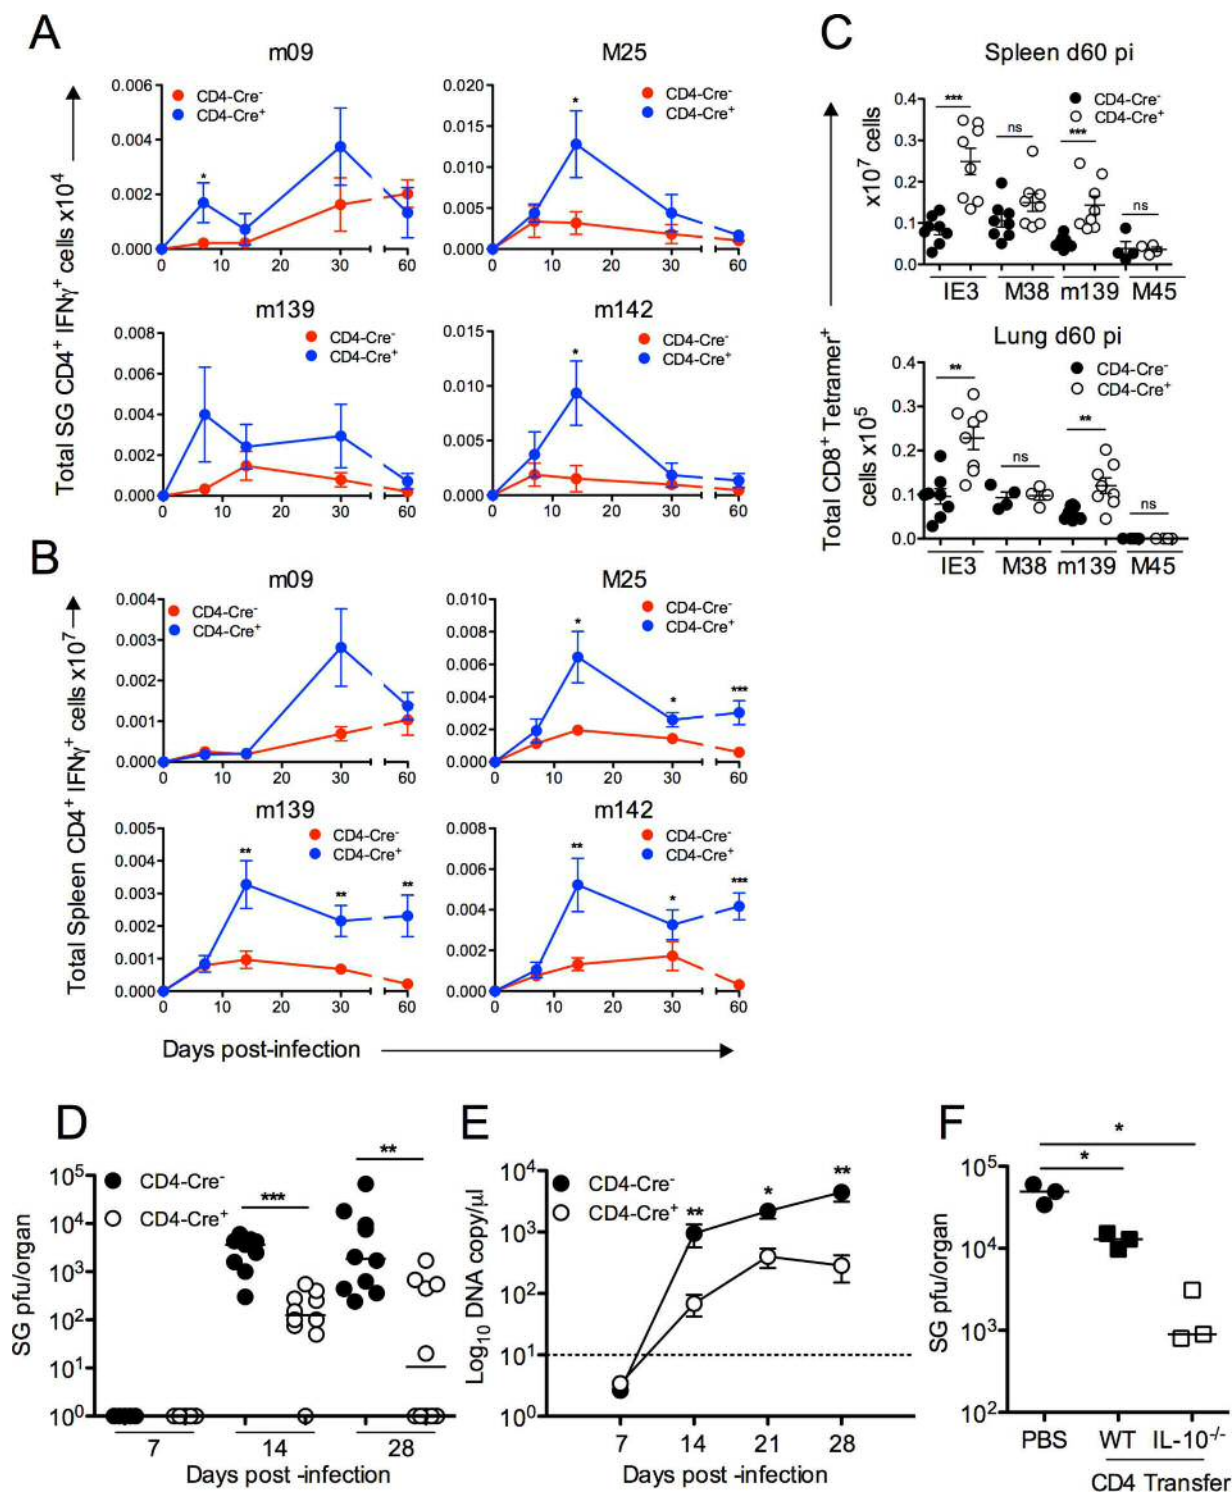 A
m09
0.006
0.004
0.002
0.000
0 10 20 30 60
CD4-Cre⁻
CD4-Cre⁺
*
M25
0.020
0.015
0.010
0.005
0.000
0 10 20 30 60
CD4-Cre⁻
CD4-Cre⁺
*
m139
0.008
0.006
0.004
0.002
0.000
0 10 20 30 60
CD4-Cre⁻
CD4-Cre⁺
m142
0.015
0.010
0.005
0.000
0 10 20 30 60
CD4-Cre⁻
CD4-Cre⁺
*
Total SG CD4⁺ IFNγ⁺ cells x10⁴
B
m09
0.004
0.003
0.002
0.001
0.000
0 10 20 30 60
CD4-Cre⁻
CD4-Cre⁺
M25
0.010
0.008
0.006
0.004
0.002
0.000
0 10 20 30 60
CD4-Cre⁻
CD4-Cre⁺
* * ***
m139
0.005
0.004
0.003
0.002
0.001
0.000
0 10 20 30 60
CD4-Cre⁻
CD4-Cre⁺
** ** **
m142
0.008
0.006
0.004
0.002
0.000
0 10 20 30 60
CD4-Cre⁻
CD4-Cre⁺
** * ***
Total Spleen CD4⁺ IFNγ⁺ cells x10⁷
Days post-infection
C
Spleen d60 pi
CD4-Cre⁻
CD4-Cre⁺
*** ns *** ns
0.4
0.3
0.2
0.1
0.0
IE3 M38 m139 M45
x10⁷ cells
Lung d60 pi
CD4-Cre⁻
CD4-Cre⁺
** ns ** ns
0.4
0.3
0.2
0.1
0.0
IE3 M38 m139 M45
Total CD8⁺ Tetramer⁺
cells x10⁵
D
CD4-Cre⁻
CD4-Cre⁺
*** **
10⁵
10⁴
10³
10²
10¹
10⁰
7 14 28
SG pfu/organ
Days post -infection
E
CD4-Cre⁻
CD4-Cre⁺
** * **
10⁴
10³
10²
10¹
10⁰
7 14 21 28
Log₁₀ DNA copy/µl
Days post -infection
F
*
*
10⁵
10⁴
10³
10²
SG pfu/organ
PBS WT IL-10⁻/⁻
CD4 Transfer